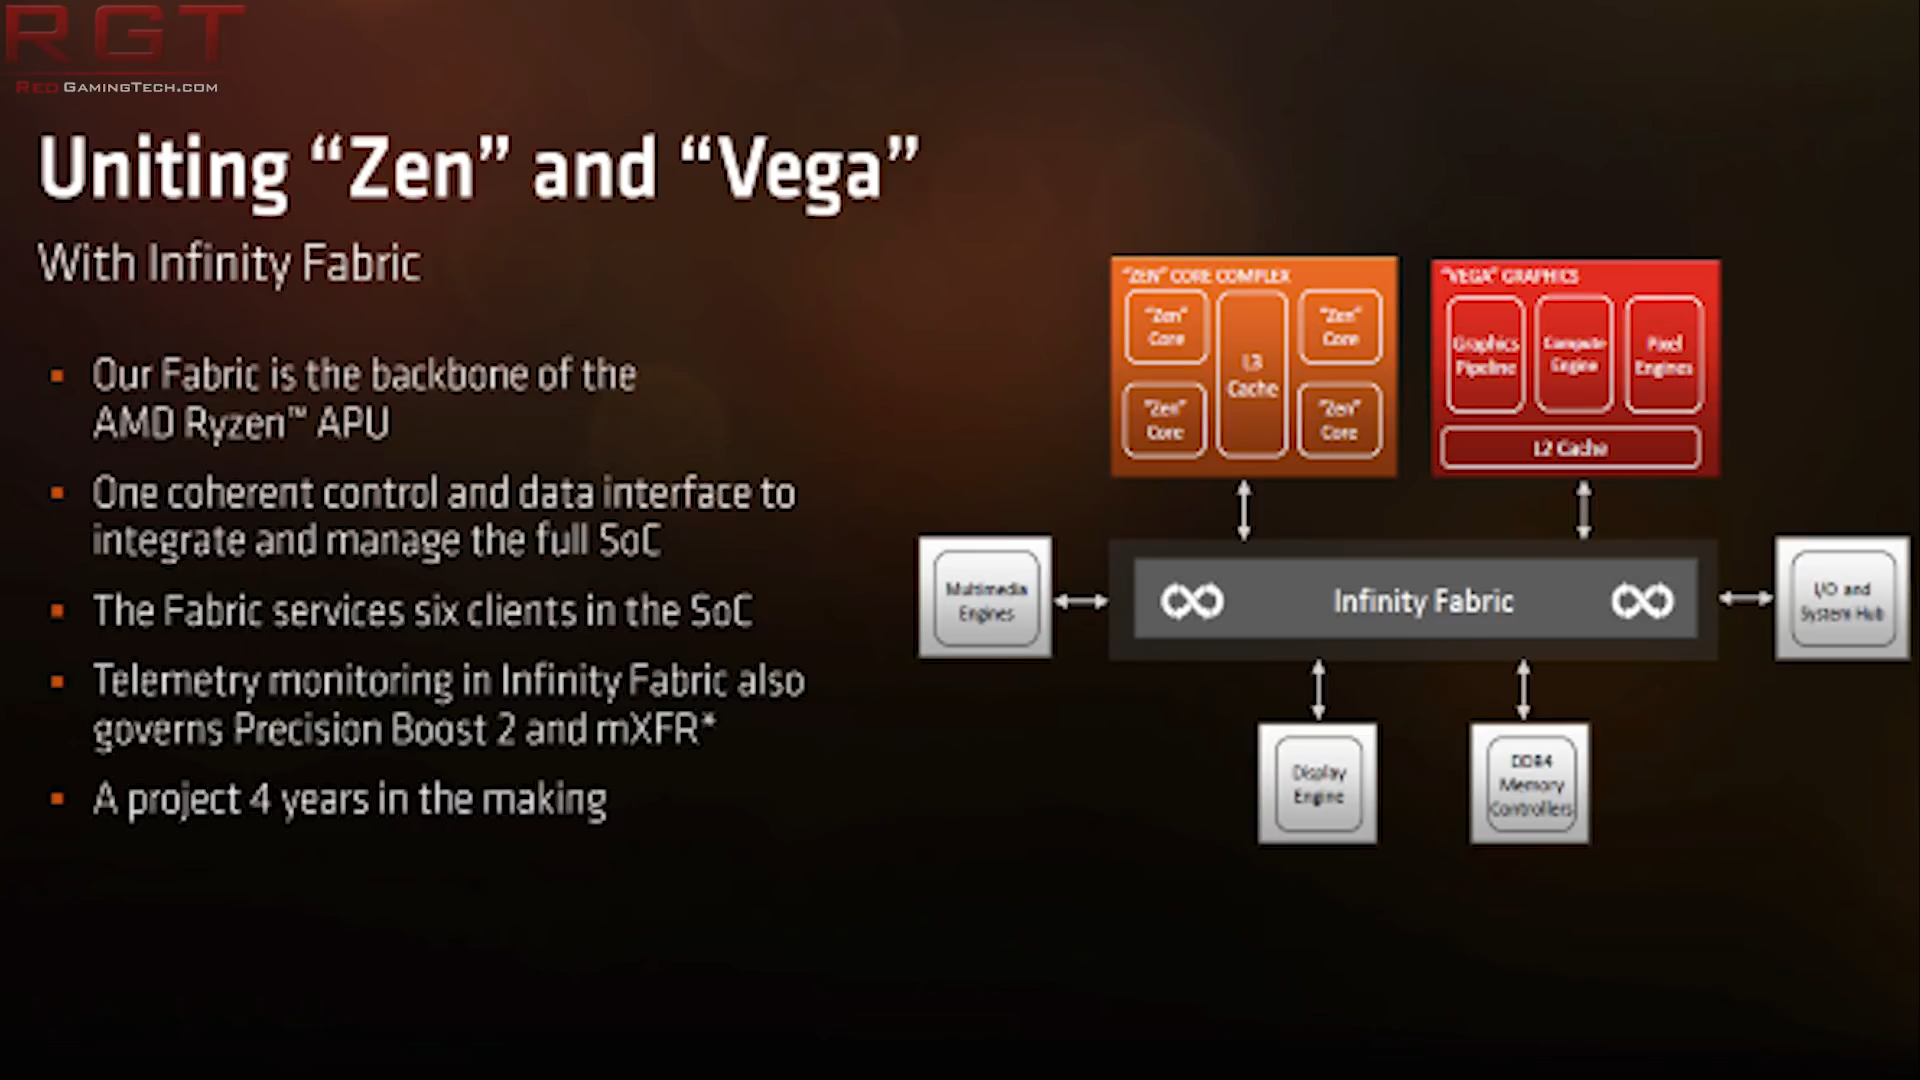 RGT
RedGamingTech.com
Uniting “Zen” and “Vega”
With Infinity Fabric
▪ Our Fabric is the backbone of the
AMD Ryzen™ APU
▪ One coherent control and data interface to
integrate and manage the full SoC
▪ The Fabric services six clients in the SoC
▪ Telemetry monitoring in Infinity Fabric also
governs Precision Boost 2 and mXFR*
▪ A project 4 years in the making
“ZEN” CORE COMPLEX
“Zen”
Core
“Zen”
Core
L3
Cache
“Zen”
Core
“Zen”
Core
“VEGA” GRAPHICS
Graphics
Pipeline
Compute
Engine
Pixel
Engines
L2 Cache
Multimedia
Engines
Infinity Fabric
I/O and
System Hub
Display
Engine
DDR4
Memory
Controllers